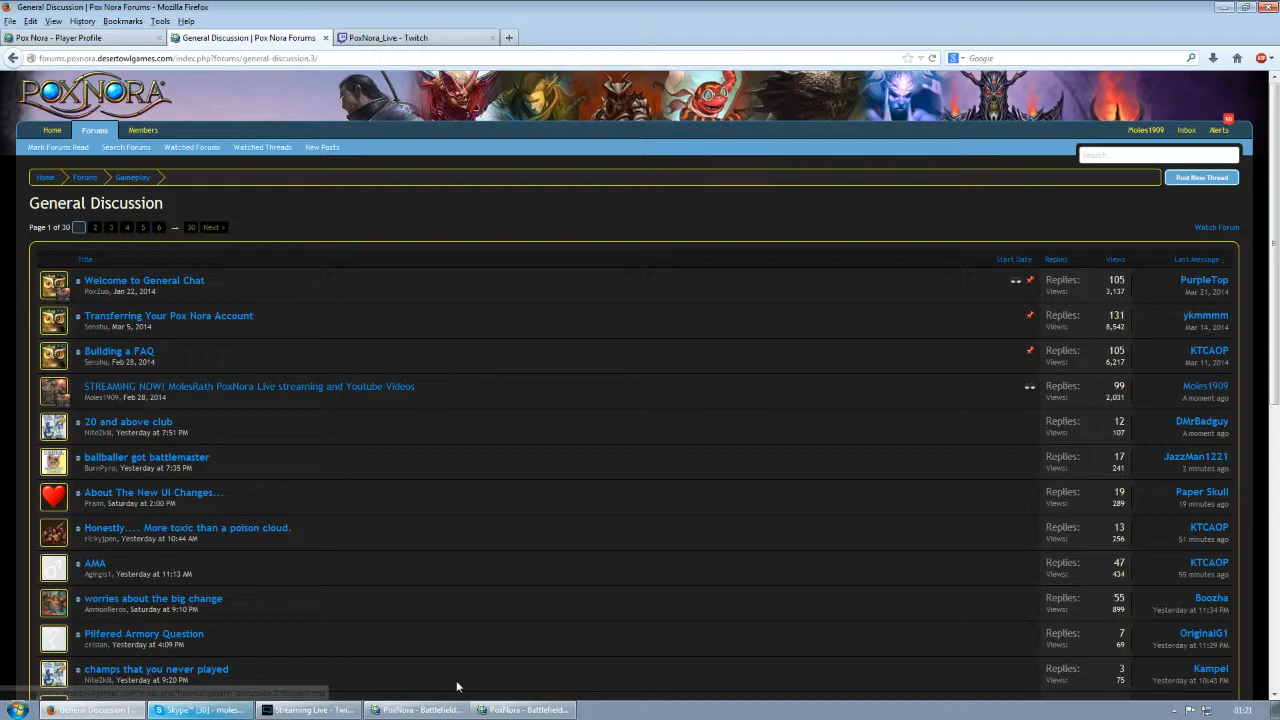 General Discussion | Pox Nora Forums - Mozilla Firefox
File Edit View History Bookmarks Tools Help
Pox Nora - Player Profile × General Discussion | Pox Nora Forums × PoxNora_Live - Twitch × +
forums.poxnora.desertowlgames.com/index.php?forums/general-discussion.3/ Google
POXNORA
Home Forums Members Moles1909 Inbox Alerts 50
Mark Forums Read Search Forums Watched Forums Watched Threads New Posts Search...
Home Forums Gameplay Post New Thread
General Discussion
Page 1 of 30 2 3 4 5 6 → 30 Next > Watch Forum
Title Start Date Replies Views Last Message
Welcome to General Chat Replies: 105 PurpleTop
PoxZuo, Jan 22, 2014 Views: 3,137 Mar 21, 2014
Transferring Your Pox Nora Account Replies: 131 ykmmmm
Senshu, Mar 5, 2014 Views: 8,542 Mar 14, 2014
Building a FAQ Replies: 105 KTCAOP
Senshu, Feb 28, 2014 Views: 6,217 Mar 11, 2014
STREAMING NOW! MolesRath PoxNora Live streaming and Youtube Videos Replies: 99 Moles1909
Moles1909, Feb 28, 2014 Views: 2,031 A moment ago
20 and above club Replies: 12 DMrBadguy
Nite2kill, Yesterday at 7:51 PM Views: 107 A moment ago
ballballer got battlemaster Replies: 17 JazzMan1221
BurnPyro, Yesterday at 7:35 PM Views: 241 2 minutes ago
About The New UI Changes... Replies: 19 Paper Skull
Pram, Saturday at 2:00 PM Views: 289 19 minutes ago
Honestly.... More toxic than a poison cloud. Replies: 13 KTCAOP
rickyjpen, Yesterday at 10:44 AM Views: 256 51 minutes ago
AMA Replies: 47 KTCAOP
Agirgis1, Yesterday at 11:13 AM Views: 434 55 minutes ago
worries about the big change Replies: 55 Boozha
AmmonReros, Saturday at 9:10 PM Views: 899 Yesterday at 11:34 PM
Pilfered Armory Question Replies: 7 OriginalG1
crisian, Yesterday at 4:09 PM Views: 69 Yesterday at 11:29 PM
champs that you never played Replies: 3 Kampel
Nite2kill, Yesterday at 9:20 PM Views: 75 Yesterday at 10:43 PM
General Discussion | ... Skype™ [30] - moles... Streaming Live - Twi... PoxNora - Battlefield... PoxNora - Battlefield... 01:21